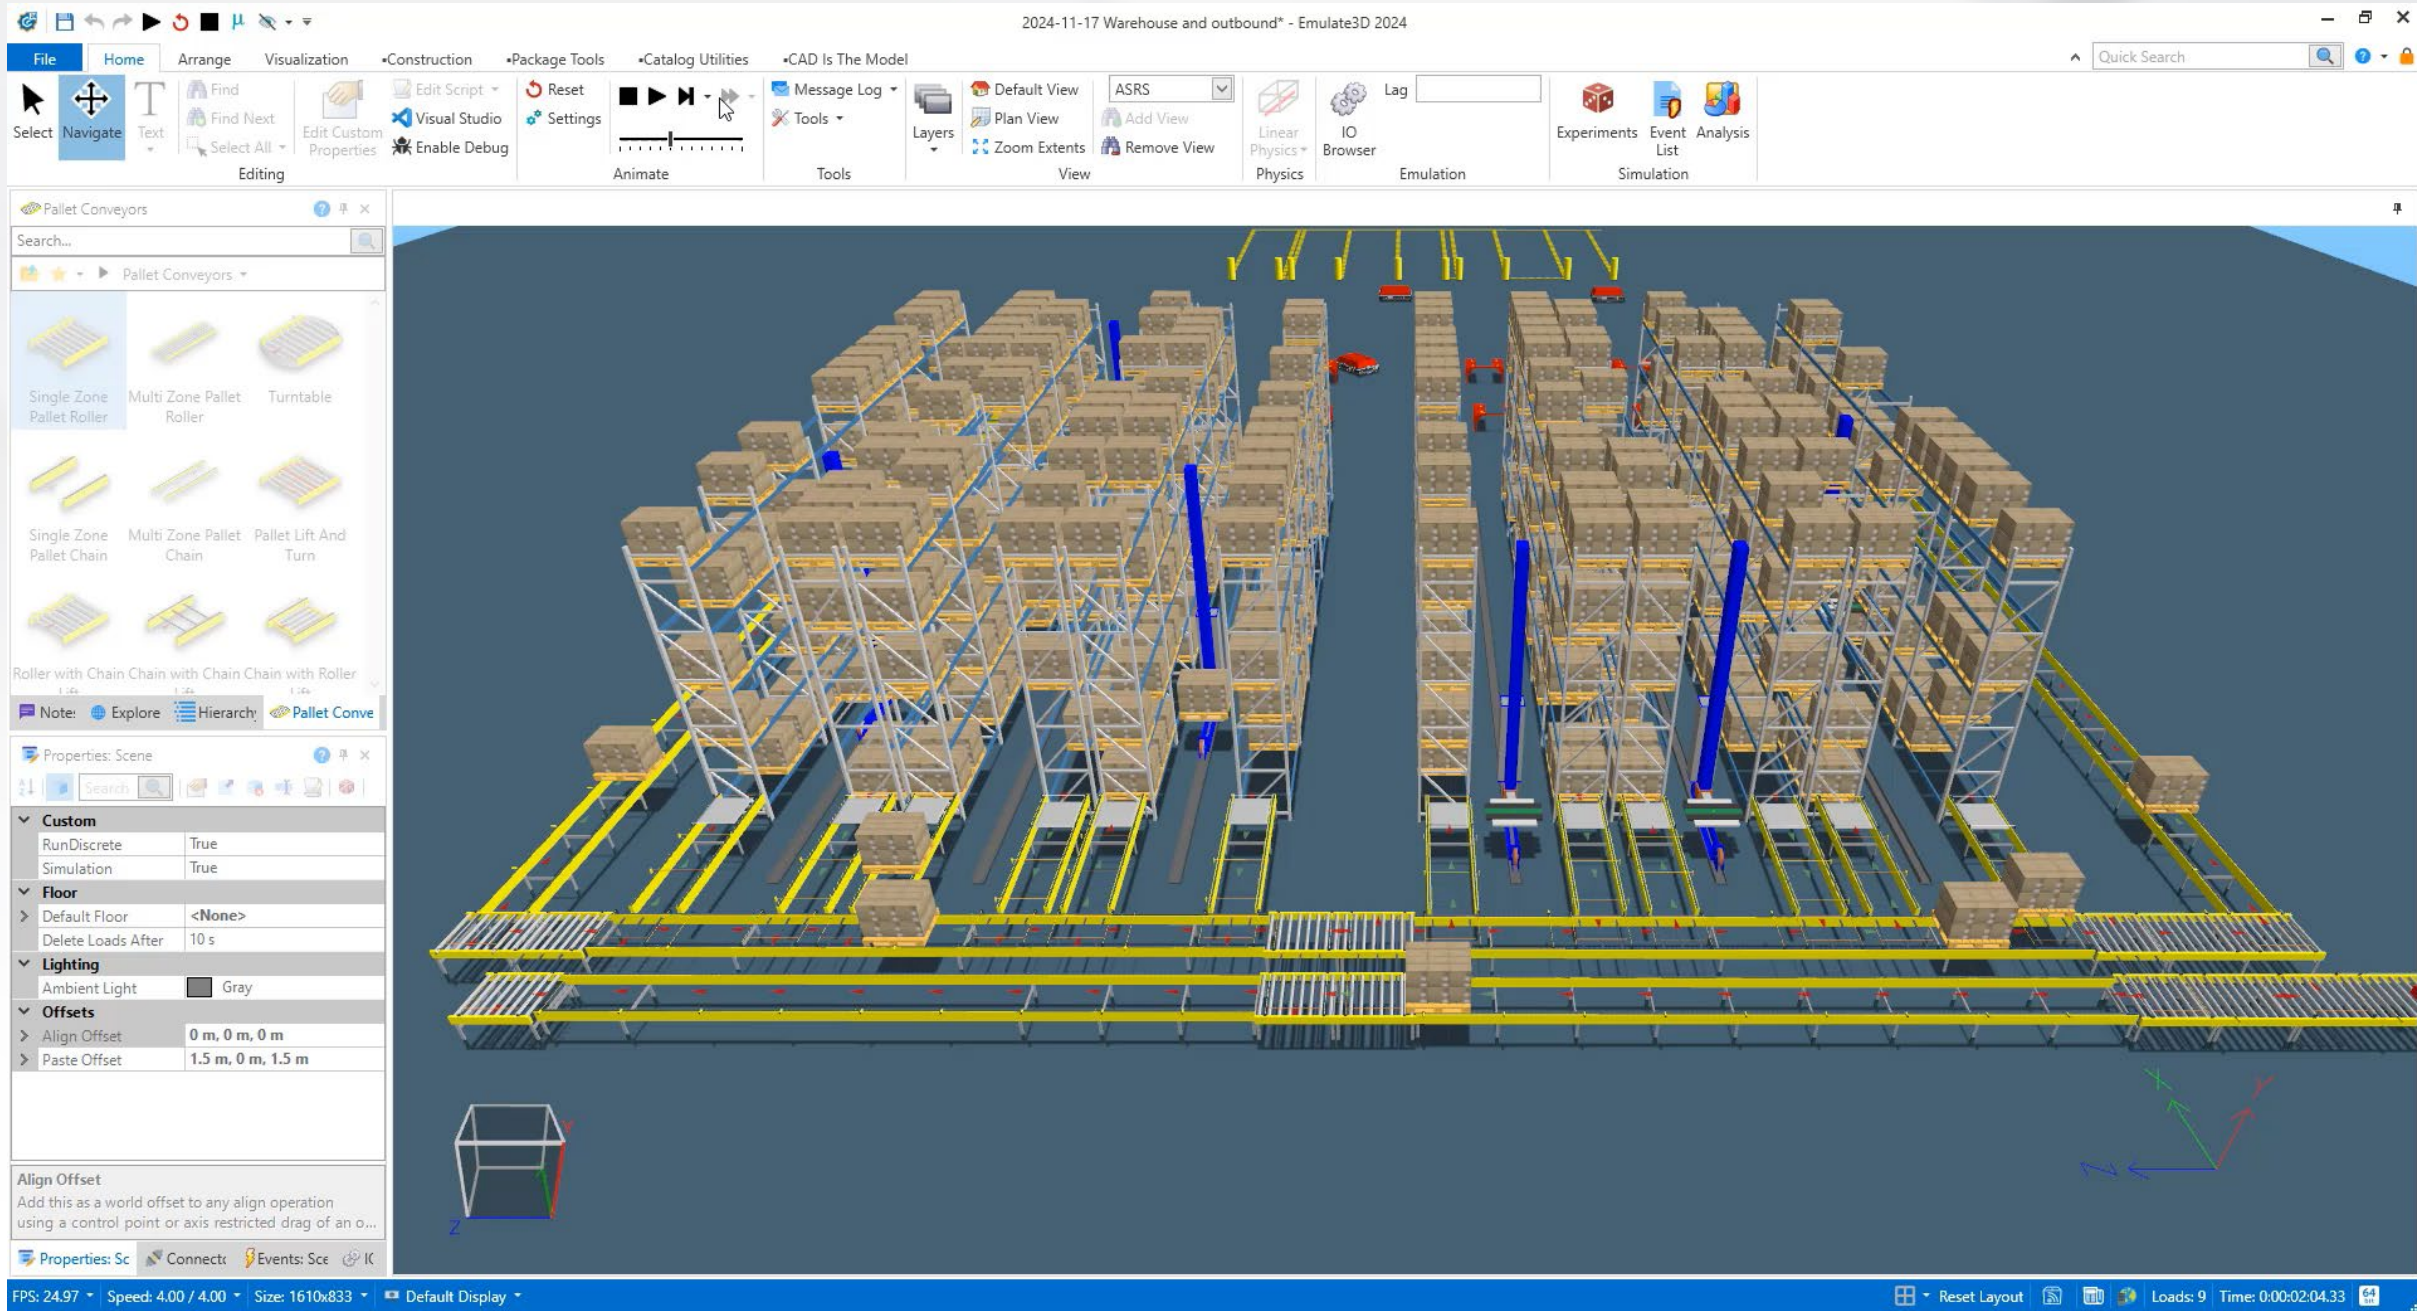 2024-11-17 Warehouse and outbound* - Emulate3D 2024
File Home Arrange Visualization •Construction •Package Tools •Catalog Utilities •CAD Is The Model Quick Search
Select
Navigate
Text
Find
Find Next
Select All
Edit Custom
Properties
Edit Script
Visual Studio
Enable Debug
Editing
Reset
Settings
Animate
Message Log
Tools
Tools
Layers
Default View
Plan View
Zoom Extents
ASRS
Add View
Remove View
View
Linear
Physics
Physics
IO
Browser
Lag
Emulation
Experiments
Event
List
Analysis
Simulation
Pallet Conveyors
Search...
Pallet Conveyors
Single Zone
Pallet Roller
Multi Zone Pallet
Roller
Turntable
Single Zone
Pallet Chain
Multi Zone Pallet
Chain
Pallet Lift And
Turn
Roller with Chain
Lift
Chain with Chain
Lift
Chain with Roller
Lift
Note: Explore Hierarchy Pallet Conve
Properties: Scene
Search
Custom
RunDiscrete True
Simulation True
Floor
Default Floor <None>
Delete Loads After 10 s
Lighting
Ambient Light Gray
Offsets
Align Offset 0 m, 0 m, 0 m
Paste Offset 1.5 m, 0 m, 1.5 m
Align Offset
Add this as a world offset to any align operation
using a control point or axis restricted drag of an o...
Properties: Sc Connect Events: Sce
Y
Z
X
Y
Z
FPS: 24.97 Speed: 4.00 / 4.00 Size: 1610x833 Default Display Reset Layout Loads: 9 Time: 0:00:02:04.33 64